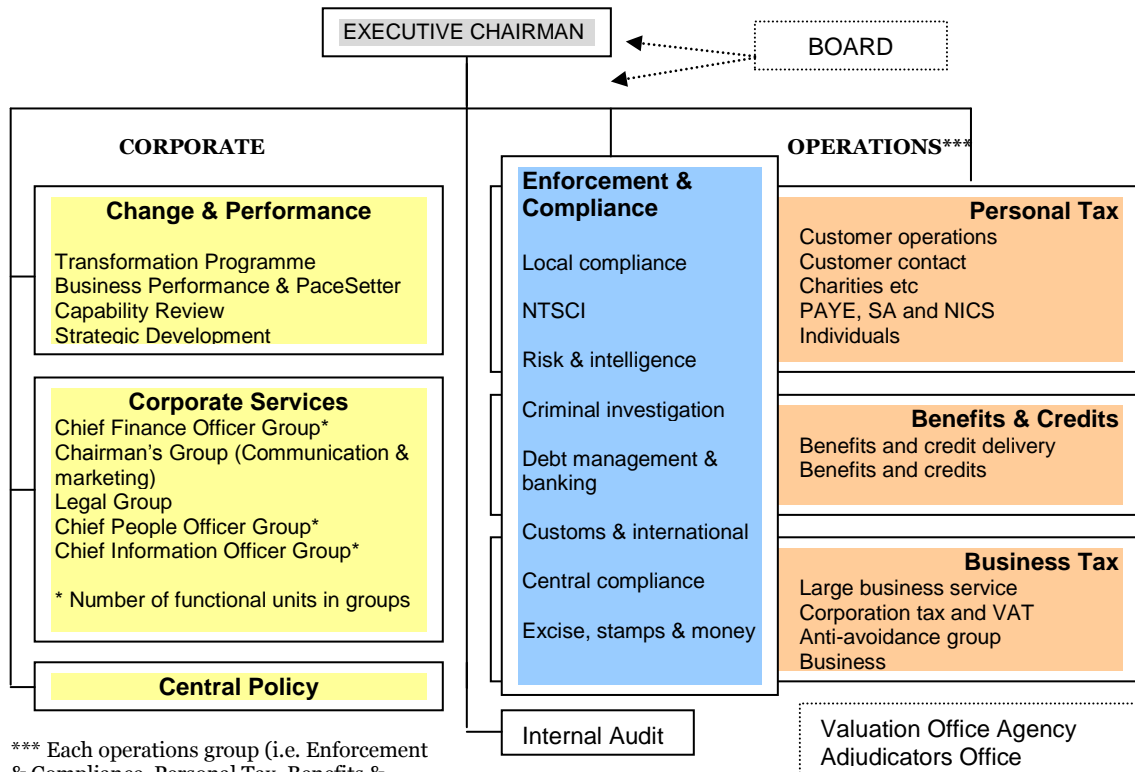 EXECUTIVE CHAIRMAN
BOARD
CORPORATE
OPERATIONS***
Change & Performance
Transformation Programme
Business Performance & PaceSetter
Capability Review
Strategic Development
Corporate Services
Chief Finance Officer Group*
Chairman's Group (Communication &
marketing)
Legal Group
Chief People Officer Group*
Chief Information Officer Group*
* Number of functional units in groups
Central Policy
Enforcement &
Compliance
Local compliance
NTSCI
Risk & intelligence
Criminal investigation
Debt management &
banking
Customs & international
Central compliance
Excise, stamps & money
Personal Tax
Customer operations
Customer contact
Charities etc
PAYE, SA and NICS
Individuals
Benefits & Credits
Benefits and credit delivery
Benefits and credits
Business Tax
Large business service
Corporation tax and VAT
Anti-avoidance group
Business
Internal Audit
Valuation Office Agency
Adjudicators Office
*** Each operations group (i.e. Enforcement
& Compliance, Personal Tax, Benefits &